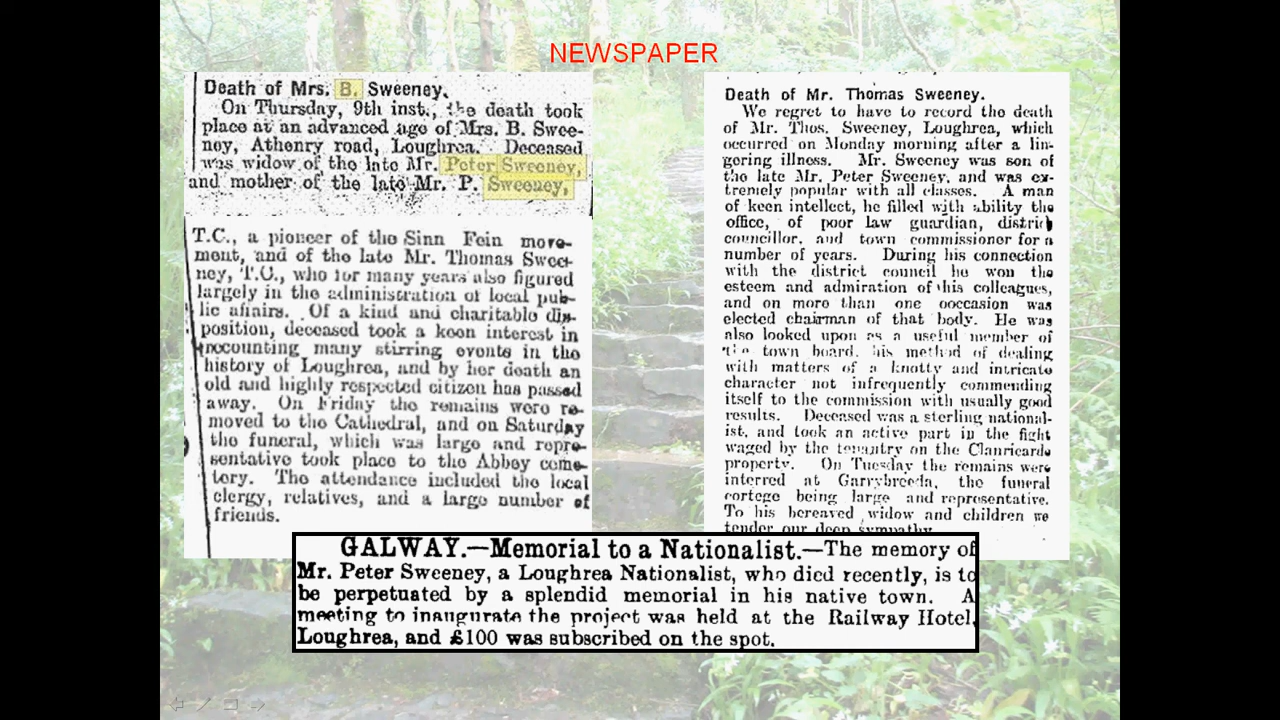 NEWSPAPER
Death of Mrs. B. Sweeney.
On Thursday, 9th inst., the death took
place at an advanced age of Mrs. B. Swee-
ney, Athenry road, Loughrea. Deceased
was widow of the late Mr. Peter Sweeney,
and mother of the late Mr. P. Sweeney,
T.C., a pioneer of the Sinn Fein move-
ment, and of the late Mr. Thomas Swee-
ney, T.C., who for many years also figured
largely in the administration of local pub-
lic affairs. Of a kind and charitable dis-
position, deceased took a keen interest in
recounting many stirring events in the
history of Loughrea, and by her death an
old and highly respected citizen has passed
away. On Friday the remains were re-
moved to the Cathedral, and on Saturday
the funeral, which was large and repre-
sentative took place to the Abbey ceme-
tery. The attendance included the local
clergy, relatives, and a large number of
friends.
Death of Mr. Thomas Sweeney.
We regret to have to record the death
of Mr. Thos. Sweeney, Loughrea, which
occurred on Monday morning after a lin-
gering illness. Mr. Sweeney was son of
the late Mr. Peter Sweeney, and was ex-
tremely popular with all classes. A man
of keen intellect, he filled with ability the
office, of poor law guardian, district
councillor, and town commissioner for a
number of years. During his connection
with the district council he won the
esteem and admiration of his colleagues,
and on more than one ooccasion was
elected chairman of that body. He was
also looked upon as a useful member of
the town board, his method of dealing
with matters of a knotty and intricate
character not infrequently commending
itself to the commission with usually good
results. Deceased was a sterling national-
ist, and took an active part in the fight
waged by the tenantry on the Clanricarde
property. On Tuesday the remains were
interred at Garrybreeda, the funeral
cortege being large and representative.
To his bereaved widow and children we
tender our deep sympathy
GALWAY.—Memorial to a Nationalist.—The memory of
Mr. Peter Sweeney, a Loughrea Nationalist, who died recently, is to
be perpetuated by a splendid memorial in his native town. A
meeting to inaugurate the project was held at the Railway Hotel,
Loughrea, and £100 was subscribed on the spot.